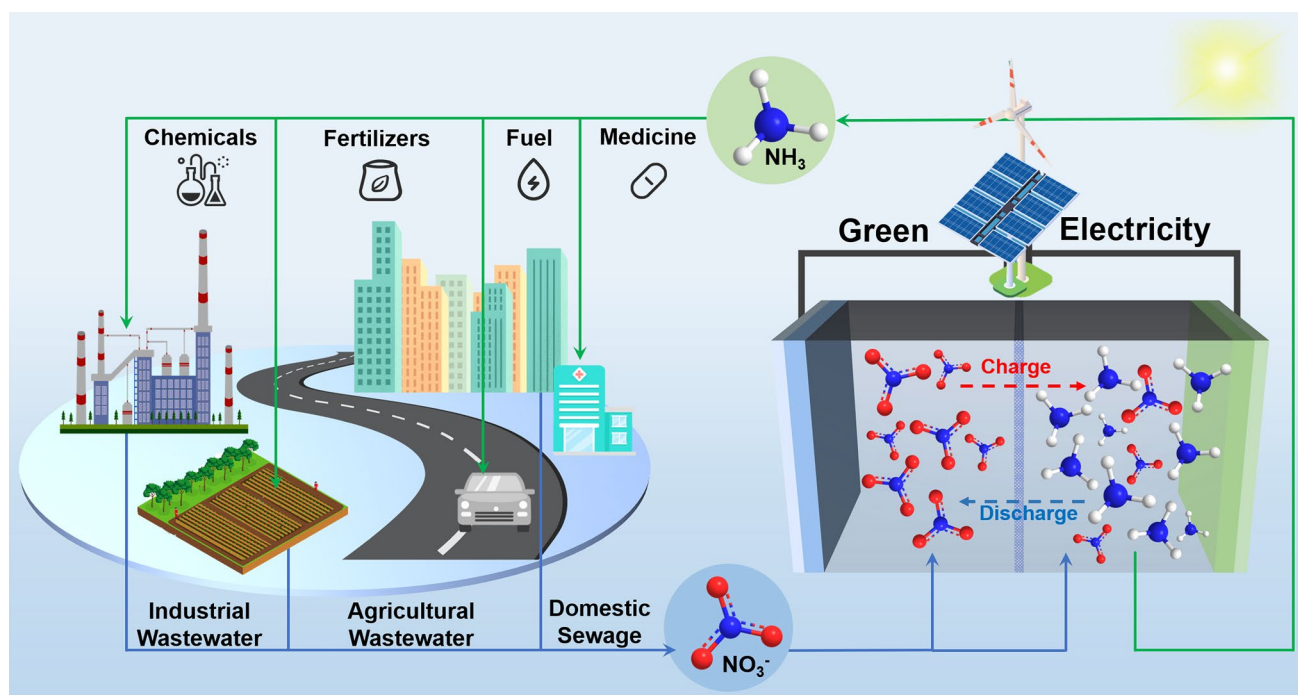 Chemicals
Fertilizers
Fuel
Medicine
NH₃
Green
Electricity
Charge
Discharge
Industrial
Wastewater
Agricultural
Wastewater
Domestic
Sewage
NO₃⁻